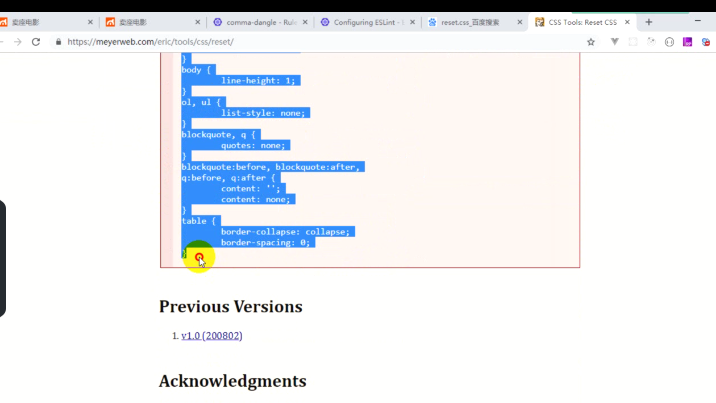 卖座电影
卖座电影
comma-dangle - Rule
Configuring ESLint - E
reset.css_百度搜索
CSS Tools: Reset CSS
https://meyerweb.com/eric/tools/css/reset/
}
body {
line-height: 1;
}
ol, ul {
list-style: none;
}
blockquote, q {
quotes: none;
}
blockquote:before, blockquote:after,
q:before, q:after {
content: '';
content: none;
}
table {
border-collapse: collapse;
border-spacing: 0;
}
Previous Versions
1. v1.0 (200802)
Acknowledgments